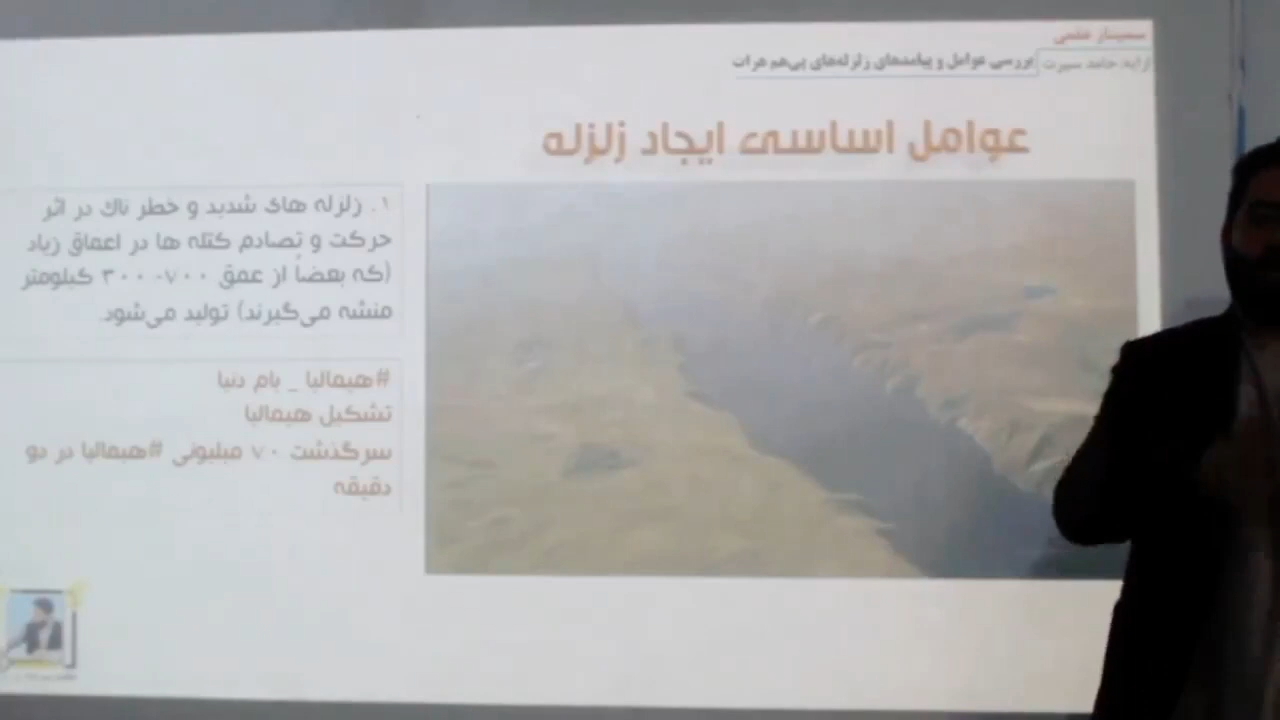 سمینار علمی
ارایه: حامد سیرت
بررسی عوامل و پیامدهای زلزله‌های پی‌هم هرات
عوامل اساسی ایجاد زلزله
۱. زلزله های شدید و خطر ناک در اثر
حرکت و تصادم کتله ها در اعماق زیاد
(که بعضاً از عمق ۷۰۰- ۳۰۰ کیلومتر
منشه می‌گیرند) تولید می‌شود.
#هیمالیا _ بام دنیا
تشکیل هیمالیا
سرگذشت ۷۰ میلیونی #هیمالیا در دو
دقیقه